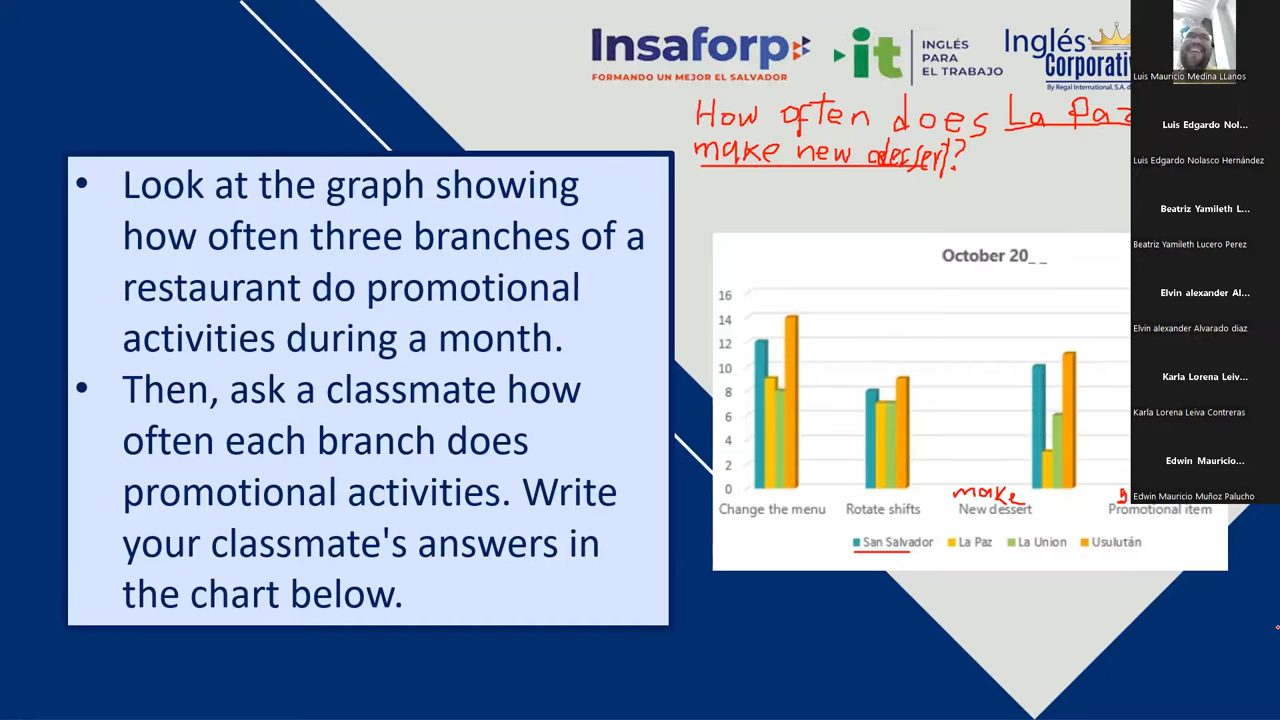 Insaforp
FORMANDO UN MEJOR EL SALVADOR
it
INGLÉS
PARA
EL TRABAJO
Inglés
Corporativ
By Regal International, S.A. d
How often does La Paz
make new dessert?
• Look at the graph showing
how often three branches of a
restaurant do promotional
activities during a month.
• Then, ask a classmate how
often each branch does
promotional activities. Write
your classmate's answers in
the chart below.
October 20_ _
16
14
12
10
8
6
4
2
0
make
Change the menu
Rotate shifts
New dessert
Promotional item
San Salvador
La Paz
La Union
Usulután
Luis Mauricio Medina LLanos
Luis Edgardo Nol...
Luis Edgardo Nolasco Hernández
Beatriz Yamileth L...
Beatriz Yamileth Lucero Perez
Elvin alexander Al...
Elvin alexander Alvarado diaz
Karla Lorena Leiv...
Karla Lorena Leiva Contreras
Edwin Mauricio...
Edwin Mauricio Muñoz Palucho